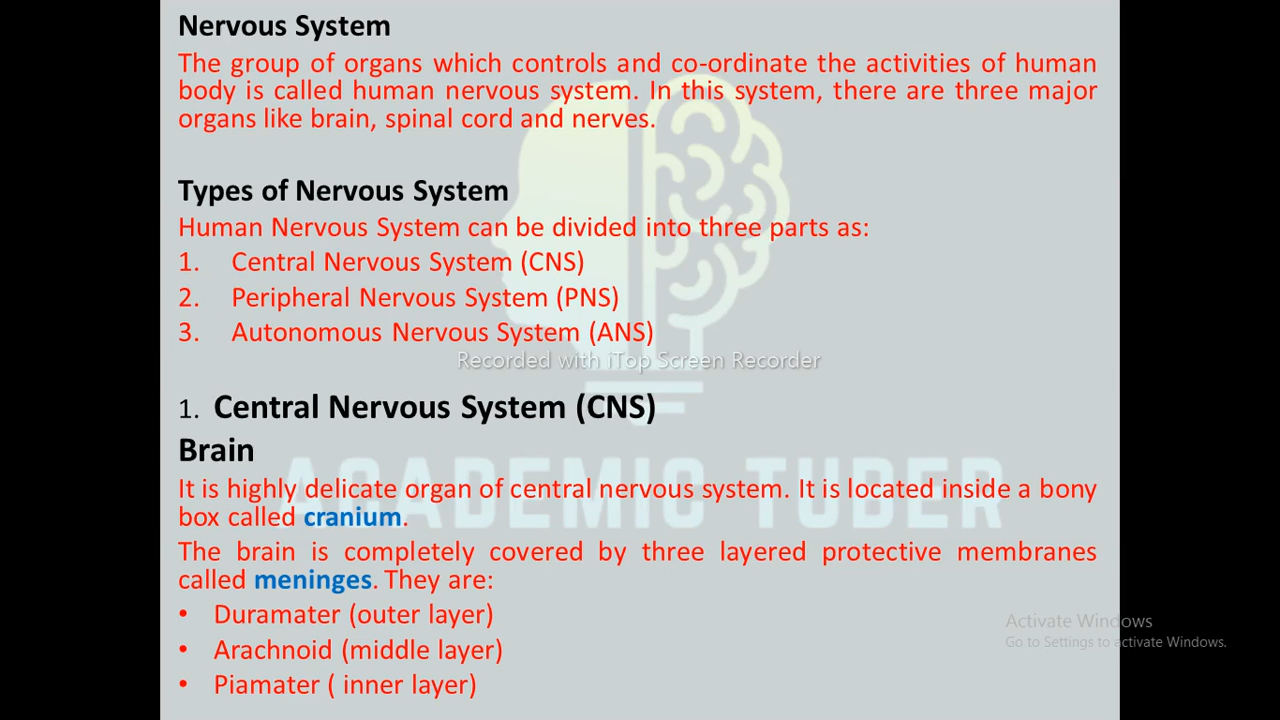 Nervous System
The group of organs which controls and co-ordinate the activities of human
body is called human nervous system. In this system, there are three major
organs like brain, spinal cord and nerves.
Types of Nervous System
Human Nervous System can be divided into three parts as:
1. Central Nervous System (CNS)
2. Peripheral Nervous System (PNS)
3. Autonomous Nervous System (ANS)
Recorded with iTop Screen Recorder
1. Central Nervous System (CNS)
Brain
ACADEMIC TUBER
It is highly delicate organ of central nervous system. It is located inside a bony
box called cranium.
The brain is completely covered by three layered protective membranes
called meninges. They are:
• Duramater (outer layer)
Activate Windows
Go to Settings to activate Windows.
• Arachnoid (middle layer)
• Piamater ( inner layer)